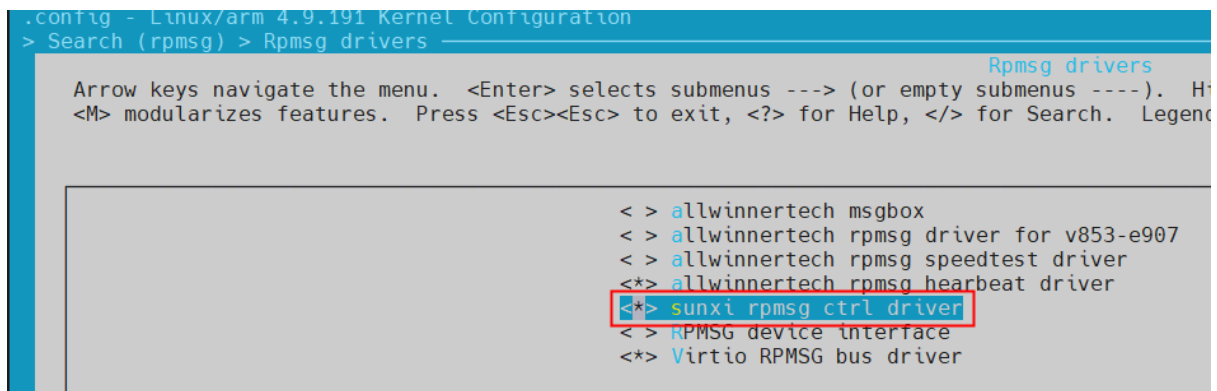 .config - Linux/arm 4.9.191 Kernel Configuration
> Search (rpmsg) > Rpmsg drivers
Rpmsg drivers
Arrow keys navigate the menu.  <Enter> selects submenus ---> (or empty submenus ----).  Hi
<M> modularizes features.  Press <Esc><Esc> to exit, <?> for Help, </> for Search.  Legend
< > allwinnertech msgbox
< > allwinnertech rpmsg driver for v853-e907
< > allwinnertech rpmsg speedtest driver
<*> allwinnertech rpmsg hearbeat driver
<*> sunxi rpmsg ctrl driver
< > RPMSG device interface
<*> Virtio RPMSG bus driver